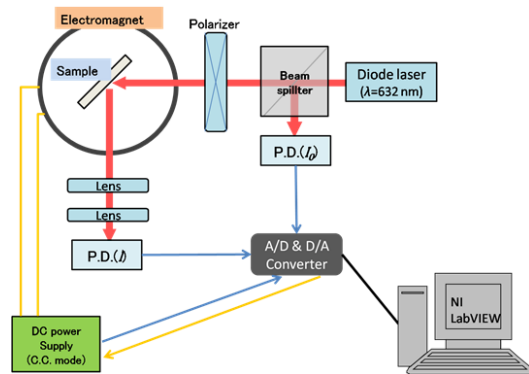 Electromagnet
Polarizer
Sample
Beam
spillter
Diode laser
(λ=632 nm)
P.D.(I₀)
Lens
Lens
P.D.(I)
A/D & D/A
Converter
NI
LabVIEW
DC power
Supply
(C.C. mode)